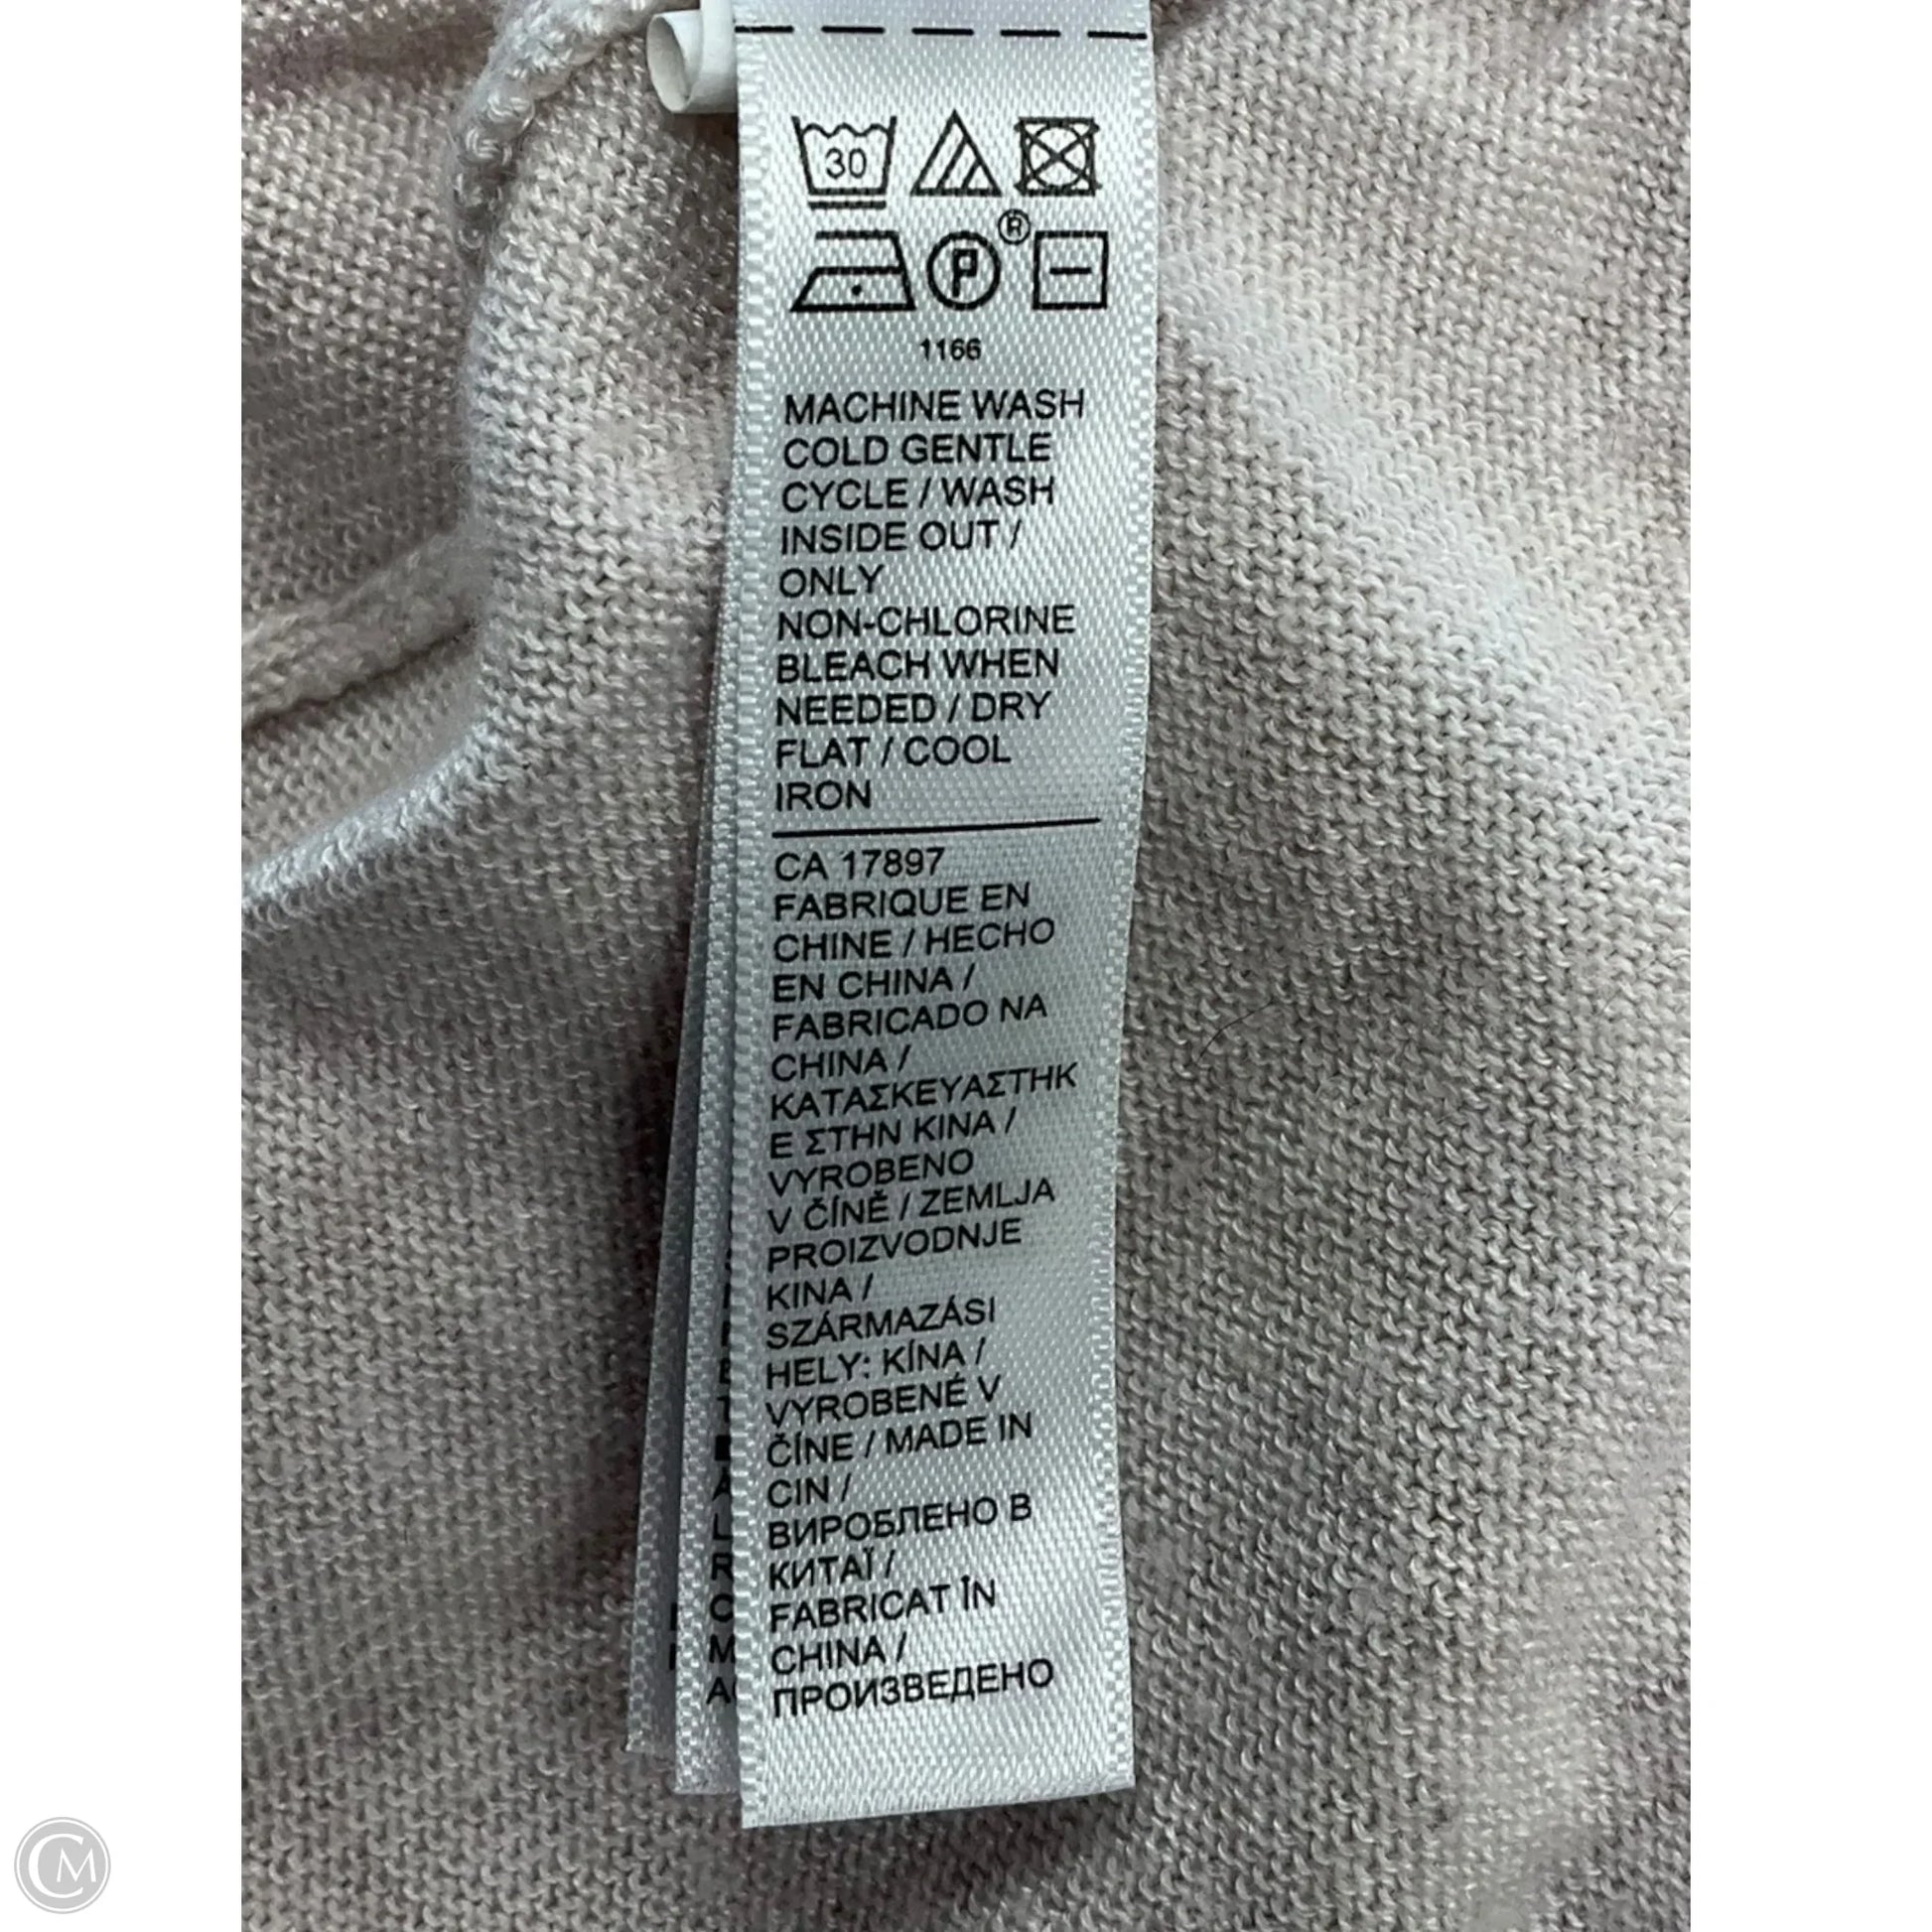 30
P ®
1166
MACHINE WASH
COLD GENTLE
CYCLE / WASH
INSIDE OUT /
ONLY
NON-CHLORINE
BLEACH WHEN
NEEDED / DRY
FLAT / COOL
IRON
CA 17897
FABRIQUE EN
CHINE / HECHO
EN CHINA /
FABRICADO NA
CHINA /
ΚΑΤΑΣΚΕΥΑΣΤΗΚ
Ε ΣΤΗΝ ΚΙΝΑ /
VYROBENO
V ČÍNĚ / ZEMLJA
PROIZVODNJE
KINA /
SZÁRMAZÁSI
HELY: KÍNA /
VYROBENÉ V
ČÍNE / MADE IN
CIN /
ВИРОБЛЕНО В
КИТАЇ /
FABRICAT ÎN
CHINA /
ПРОИЗВЕДЕНО
CM